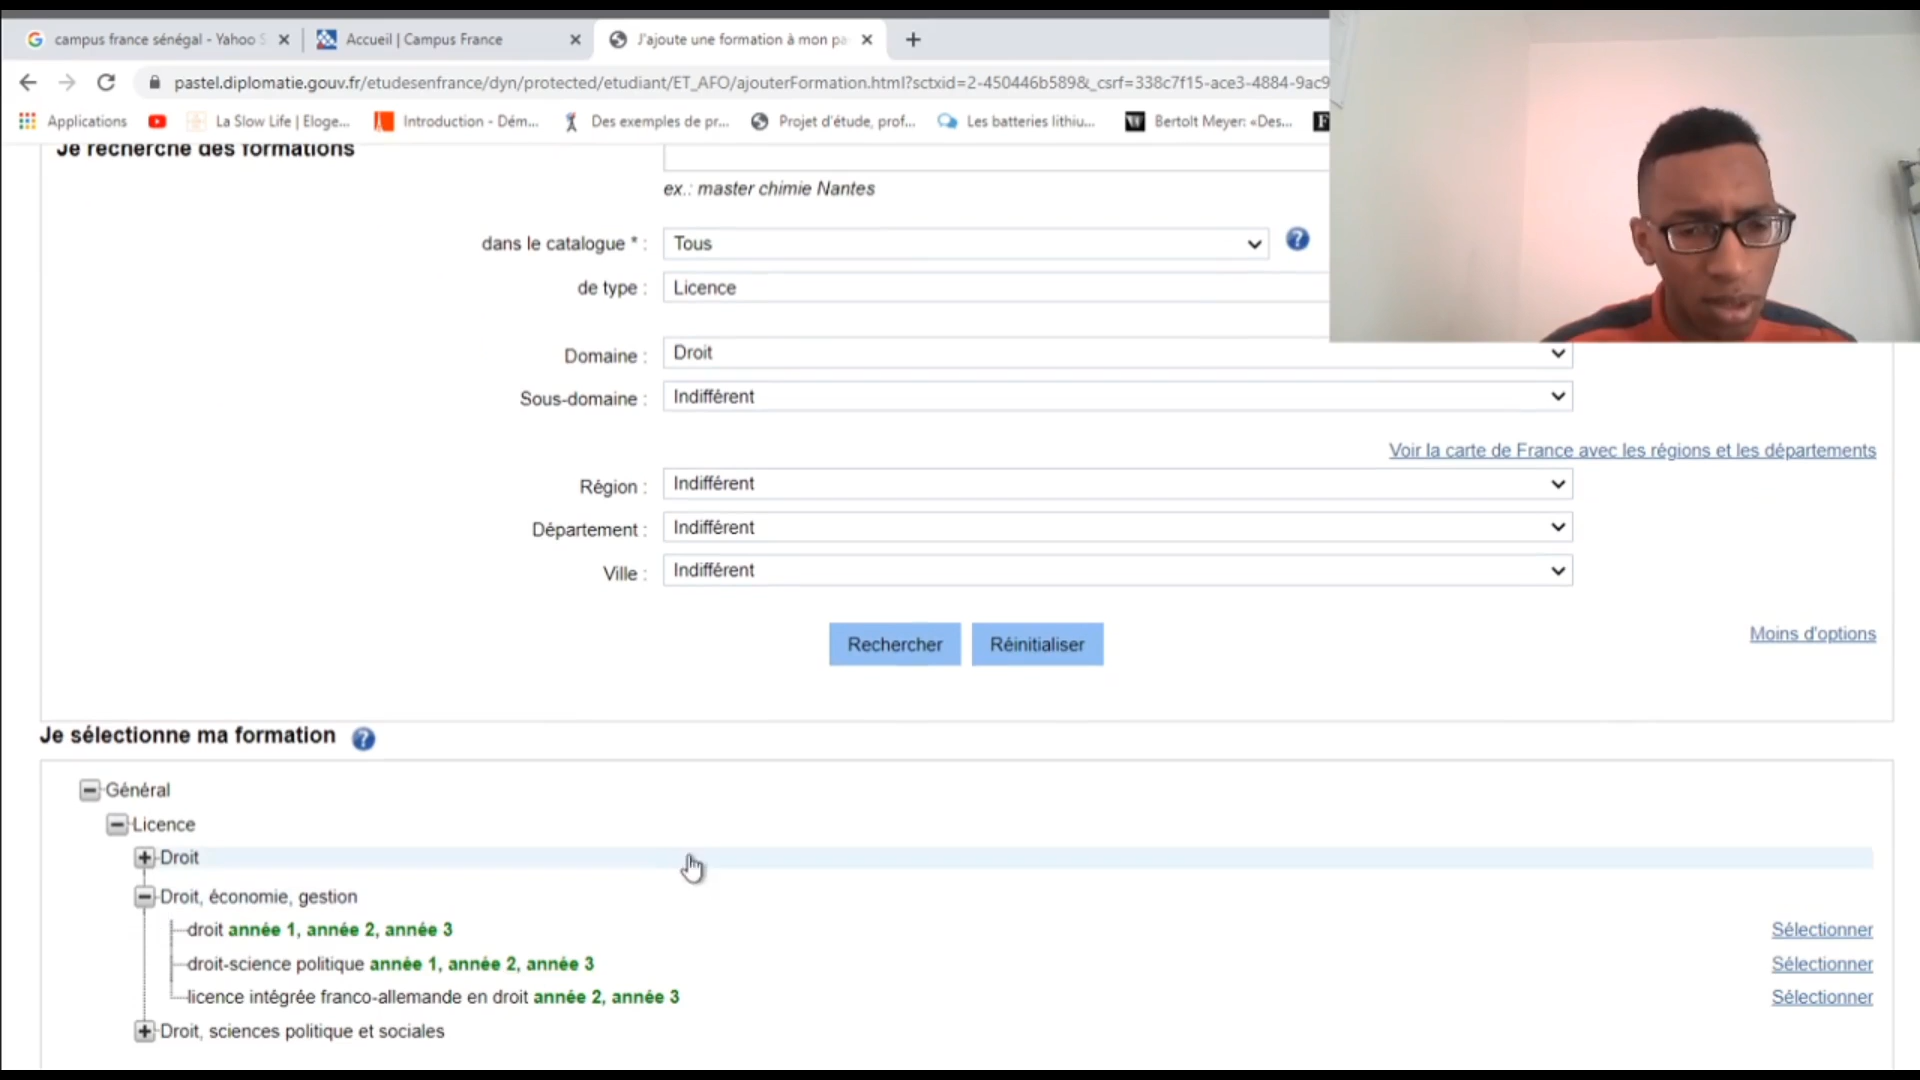 campus france sénégal - Yahoo S
Accueil | Campus France
J'ajoute une formation à mon pa
pastel.diplomatie.gouv.fr/etudesenfrance/dyn/protected/etudiant/ET_AFO/ajouterFormation.html?sctxid=2-450446b589&_csrf=338c7f15-ace3-4884-9ac9
Applications
La Slow Life | Eloge...
Introduction - Dém...
Des exemples de pr...
Projet d'étude, prof...
Les batteries lithiu...
Bertolt Meyer: «Des...
Je recherche des formations
ex.: master chimie Nantes
dans le catalogue * : Tous
de type : Licence
Domaine : Droit
Sous-domaine : Indifférent
Voir la carte de France avec les régions et les départements
Région : Indifférent
Département : Indifférent
Ville : Indifférent
Rechercher Réinitialiser
Moins d'options
Je sélectionne ma formation
Général
Licence
Droit
Droit, économie, gestion
droit année 1, année 2, année 3 Sélectionner
droit-science politique année 1, année 2, année 3 Sélectionner
licence intégrée franco-allemande en droit année 2, année 3 Sélectionner
Droit, sciences politique et sociales